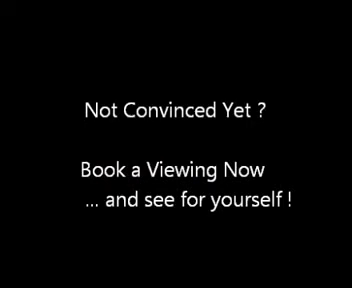 Not Convinced Yet ?
Book a Viewing Now
... and see for yourself !